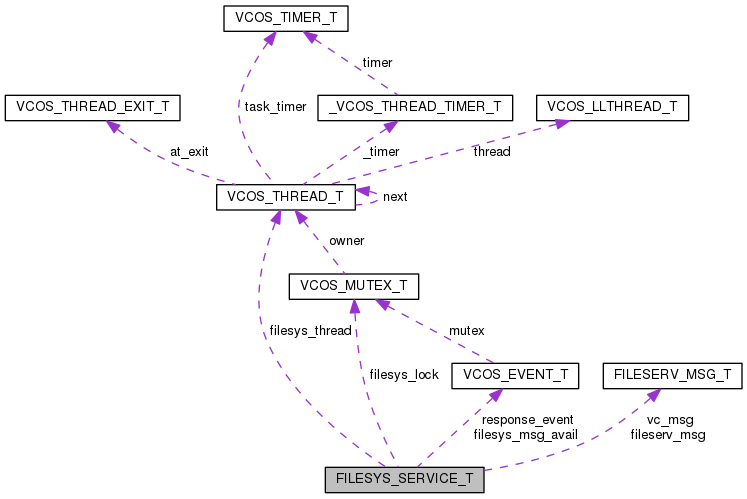 VCOS_TIMER_T
timer
VCOS_THREAD_EXIT_T
task_timer
_VCOS_THREAD_TIMER_T
VCOS_LLTHREAD_T
at_exit
_timer
thread
VCOS_THREAD_T
next
owner
VCOS_MUTEX_T
filesys_thread
mutex
filesys_lock
VCOS_EVENT_T
FILESERV_MSG_T
response_event
filesys_msg_avail
vc_msg
fileserv_msg
FILESYS_SERVICE_T